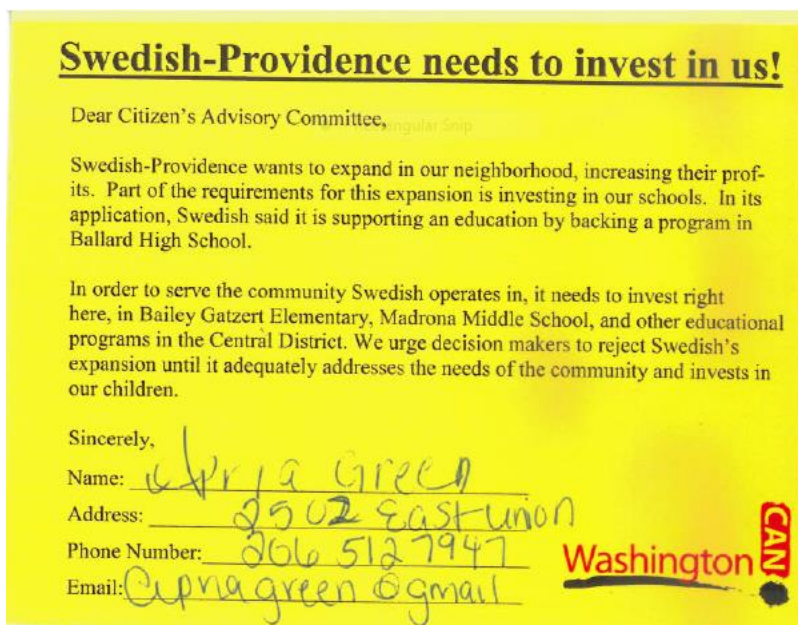 Swedish-Providence needs to invest in us!
Dear Citizen's Advisory Committee,
Rectangular Snip
Swedish-Providence wants to expand in our neighborhood, increasing their prof-
its. Part of the requirements for this expansion is investing in our schools. In its
application, Swedish said it is supporting an education by backing a program in
Ballard High School.
In order to serve the community Swedish operates in, it needs to invest right
here, in Bailey Gatzert Elementary, Madrona Middle School, and other educational
programs in the Central District. We urge decision makers to reject Swedish's
expansion until it adequately addresses the needs of the community and invests in
our children.
Sincerely,
Name: Green
Address: 2502 East union
Phone Number: 206 512 7947
Email: @gmail
Washington CAN!